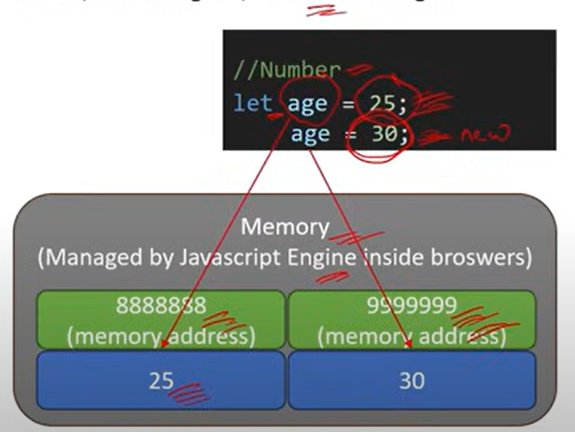 //Number
let age = 25;
age = 30; new
Memory
(Managed by Javascript Engine inside broswers)
8888888
(memory address)
9999999
(memory address)
25
30